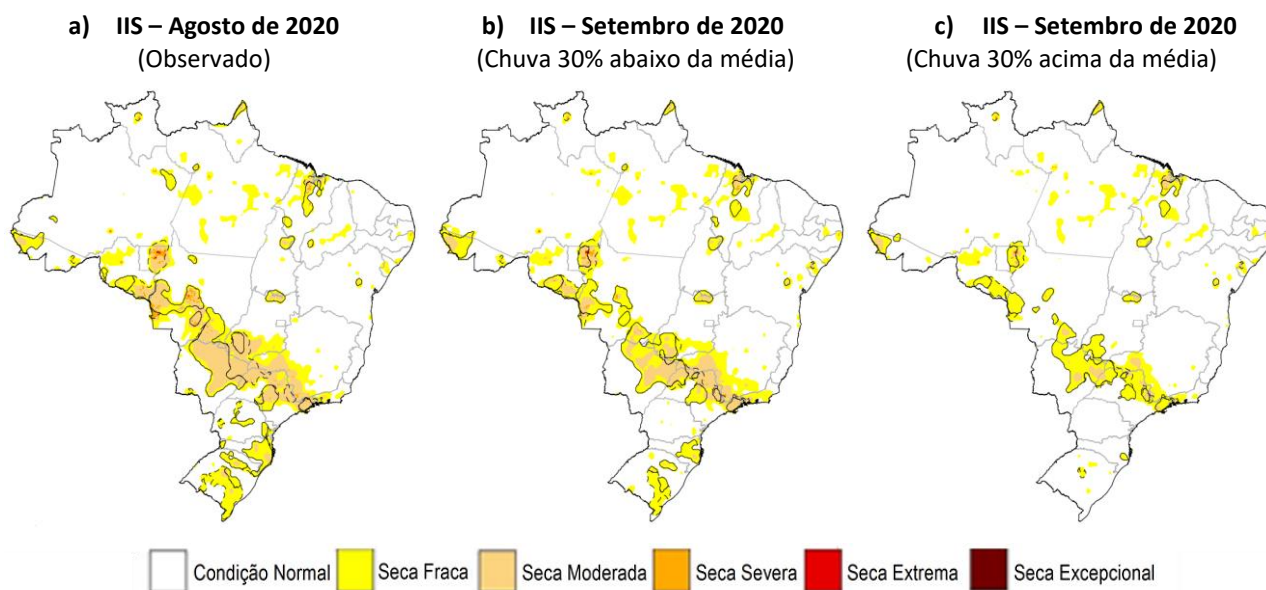 a) IIS – Agosto de 2020
(Observado)
b) IIS – Setembro de 2020
(Chuva 30% abaixo da média)
c) IIS – Setembro de 2020
(Chuva 30% acima da média)
Condição Normal
Seca Fraca
Seca Moderada
Seca Severa
Seca Extrema
Seca Excepcional